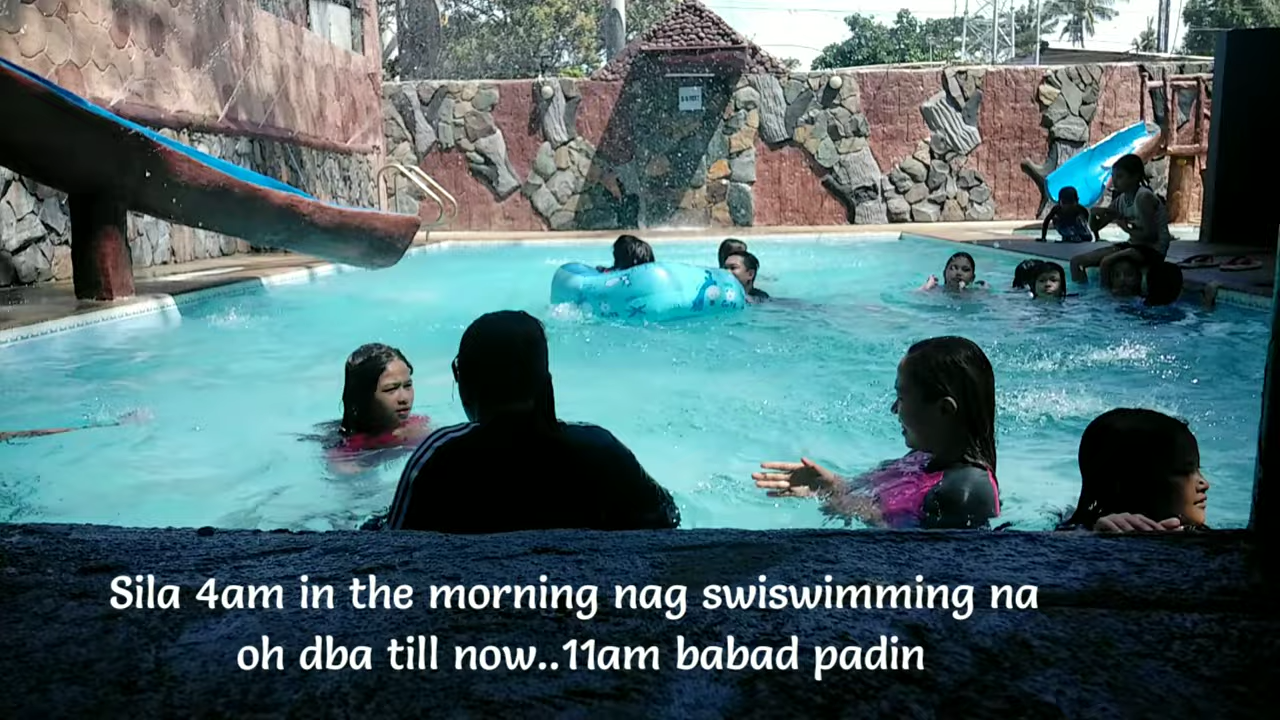 Sila 4am in the morning nag swiswimming na
oh dba till now..11am babad padin